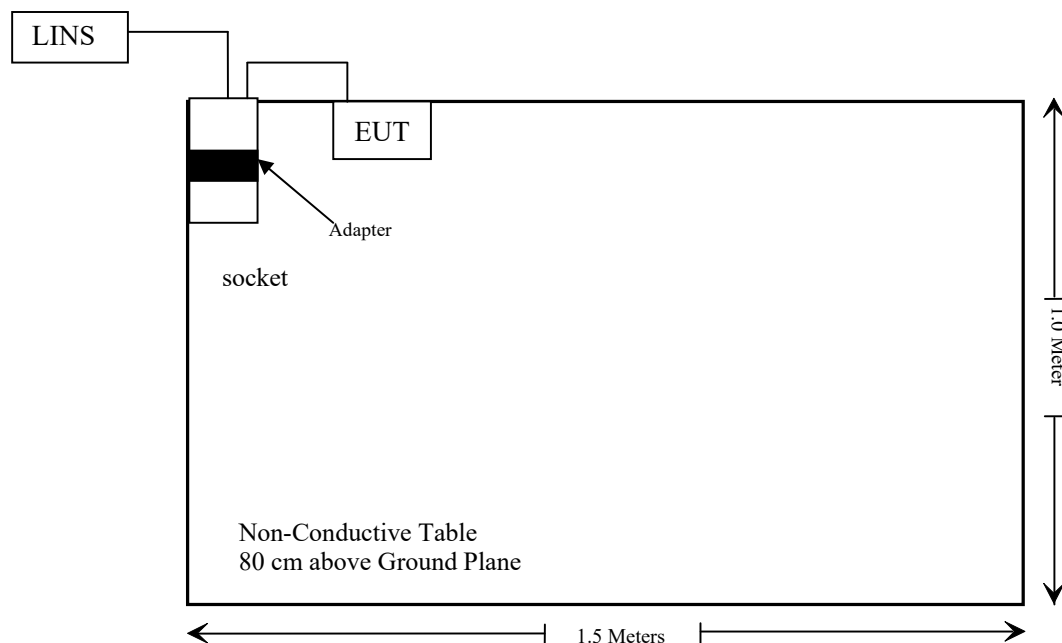 LINS
EUT
Adapter
socket
1.0 Meter
Non-Conductive Table
80 cm above Ground Plane
1.5 Meters